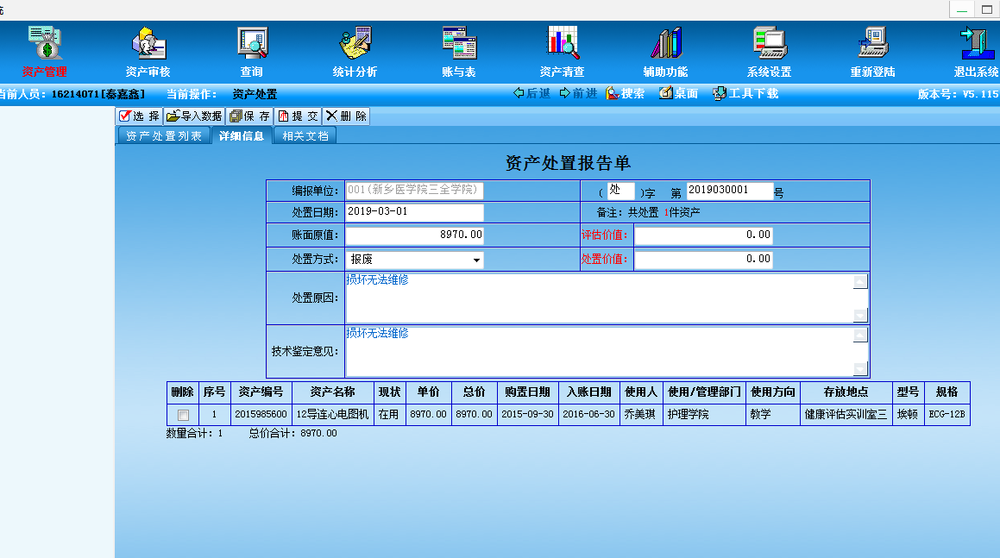 资产管理 资产审核 查询 统计分析 账与表 资产清查 辅助功能 系统设置 重新登陆 退出系统
当前人员：16214071[秦嘉鑫] 当前操作： 资产处置 后退 前进 搜索 桌面 工具下载 版本号：V5.115
选 择 导入数据 保 存 提 交 删 除
资产处置列表 详细信息 相关文档
资产处置报告单
编报单位： 001(新乡医学院三全学院) （ 处 ）字 第 2019030001 号
处置日期： 2019-03-01 备注：共处置 1件资产
账面原值： 8970.00 评估价值： 0.00
处置方式： 报废 处置价值： 0.00
处置原因： 损坏无法维修
技术鉴定意见： 损坏无法维修
删除 序号 资产编号 资产名称 现状 单价 总价 购置日期 入账日期 使用人 使用/管理部门 使用方向 存放地点 型号 规格
1 2015985600 12导连心电图机 在用 8970.00 8970.00 2015-09-30 2016-06-30 乔美琪 护理学院 教学 健康评估实训室三 埃顿 ECG-12B
数量合计：1 总价合计：8970.00